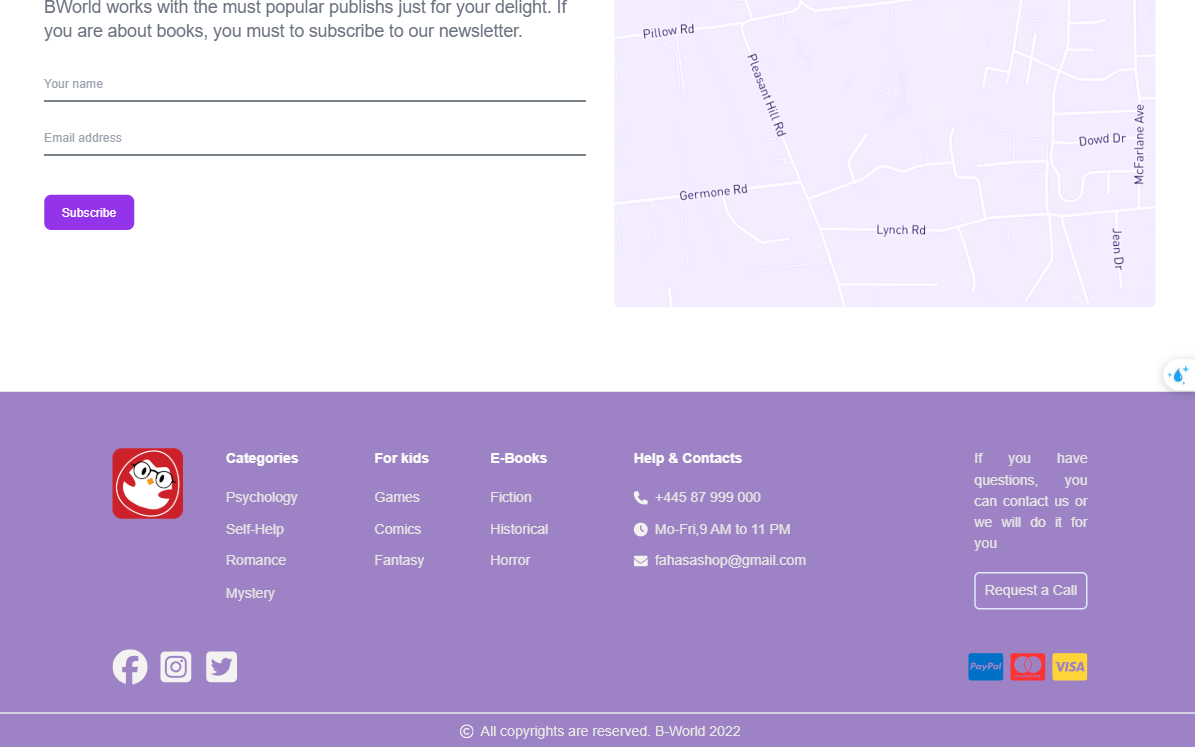 BWorld works with the most popular publishs just for your delight. If
you are about books, you must to subscribe to our newsletter.
Your name
Email address
Subscribe
Pillow Rd
Pleasant Hill Rd
Germone Rd
Lynch Rd
Dowd Dr
McFarlane Ave
Jean Dr
Categories
Psychology
Self-Help
Romance
Mystery
For kids
Games
Comics
Fantasy
E-Books
Fiction
Historical
Horror
Help & Contacts
+445 87 999 000
Mo-Fri,9 AM to 11 PM
fahasashop@gmail.com
If you have
questions, you
can contact us or
we will do it for
you
Request a Call
PayPal
VISA
© All copyrights are reserved. B-World 2022